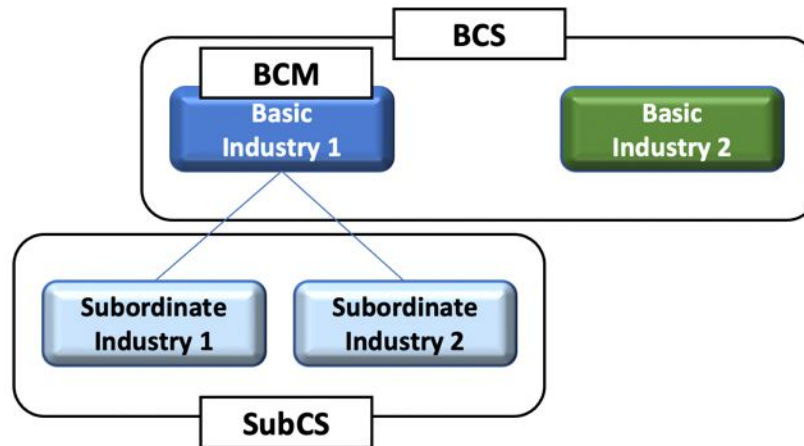 BCS
BCM
Basic
Industry 1
Basic
Industry 2
Subordinate
Industry 1
Subordinate
Industry 2
SubCS